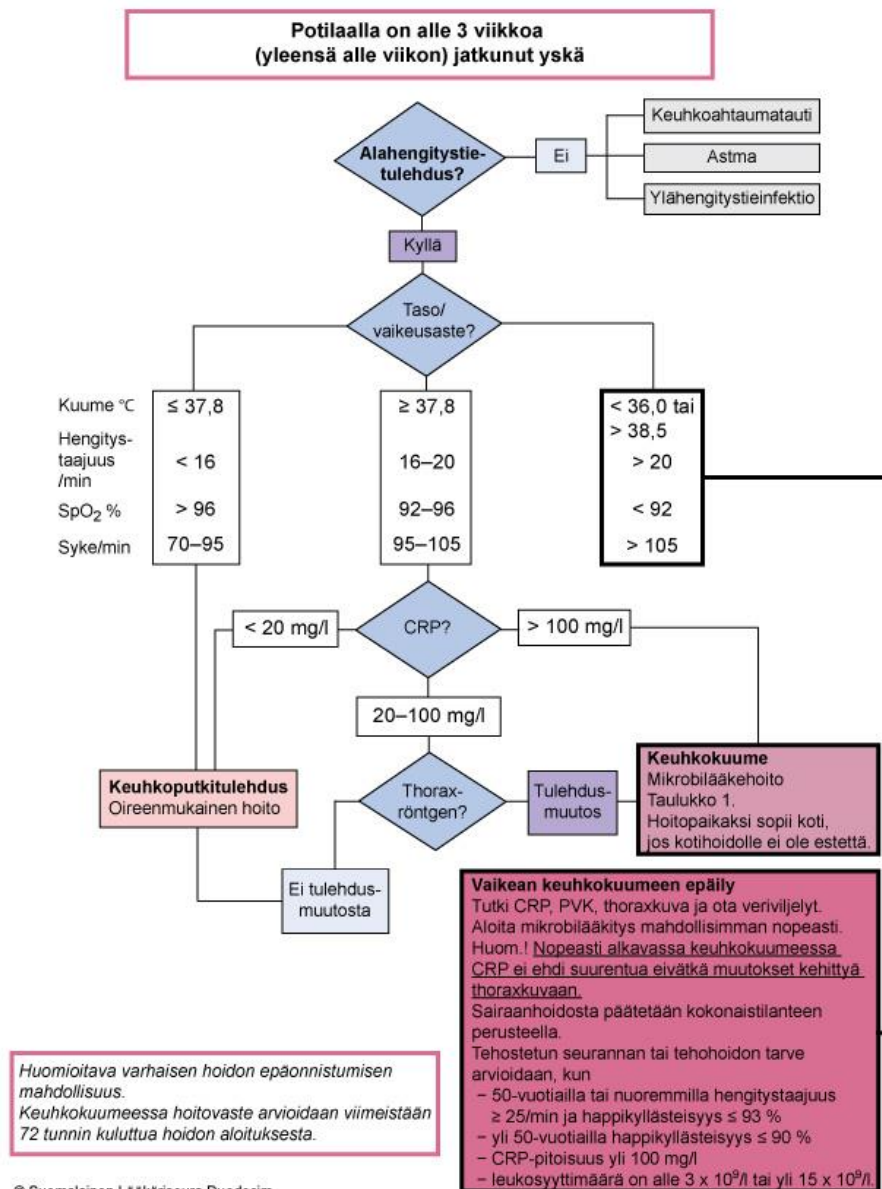 Potilaalla on alle 3 viikkoa
(yleensä alle viikon) jatkunut yskä
Alahengitystie-
tulehdus?
Ei
Keuhkoahtaumatauti
Astma
Ylähengitystieinfektio
Kyllä
Taso/
vaikeusaste?
Kuume °C
≤ 37,8
≥ 37,8
< 36,0 tai
> 38,5
Hengitys-
taajuus
/min
< 16
16–20
> 20
SpO2 %
> 96
92–96
< 92
Syke/min
70–95
95–105
> 105
< 20 mg/l
CRP?
> 100 mg/l
20–100 mg/l
Keuhkoputkitulehdus
Oireenmukainen hoito
Thorax-
röntgen?
Tulehdus-
muutos
Keuhkokuume
Mikrobilääkehoito
Taulukko 1.
Hoitopaikaksi sopii koti,
jos kotihoidolle ei ole estettä.
Ei tulehdus-
muutosta
Vaikean keuhkokuumeen epäily
Tutki CRP, PVK, thoraxkuva ja ota veriviljelyt.
Aloita mikrobilääkitys mahdollisimman nopeasti.
Huom.! Nopeasti alkavassa keuhkokuumeessa
CRP ei ehdi suurentua eivätkä muutokset kehittyä
thoraxkuvaan.
Sairaanhoidosta päätetään kokonaistilanteen
perusteella.
Tehostetun seurannan tai tehohoidon tarve
arvioidaan, kun
– 50-vuotiailla tai nuoremmilla hengitystaajuus
≥ 25/min ja happikyllästeisyys ≤ 93 %
– yli 50-vuotiailla happikyllästeisyys ≤ 90 %
– CRP-pitoisuus yli 100 mg/l
– leukosyyttimäärä on alle 3 x 10⁹/l tai yli 15 x 10⁹/l.
Huomioitava varhaisen hoidon epäonnistumisen
mahdollisuus.
Keuhkokuumeessa hoitovaste arvioidaan viimeistään
72 tunnin kuluttua hoidon aloituksesta.
© Suomalainen Lääkäriseura Duodecim